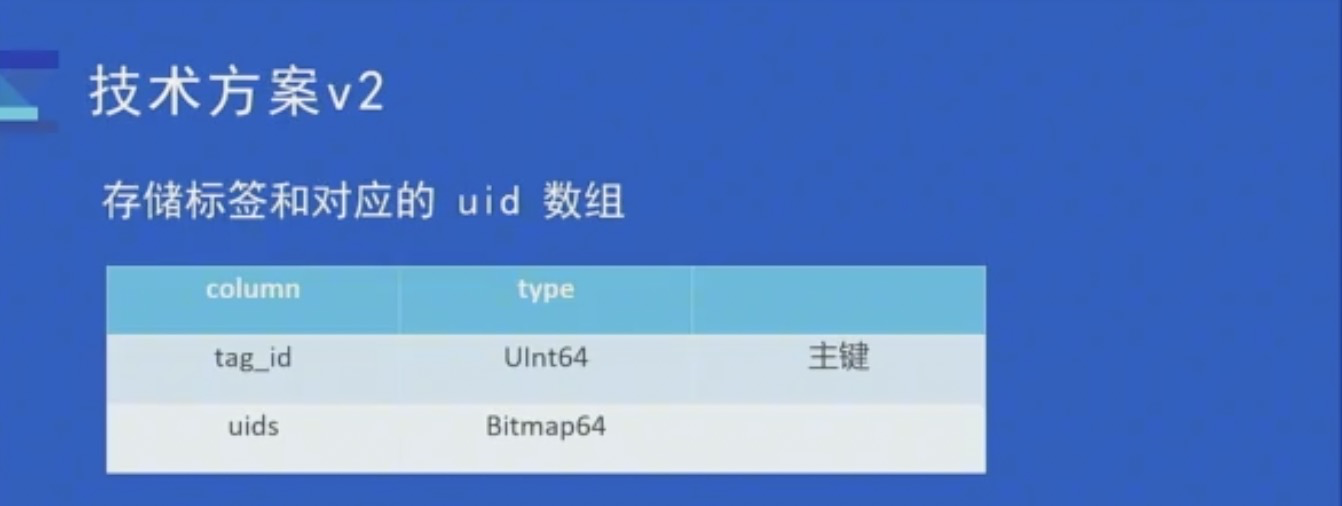 技术方案v2
存储标签和对应的 uid 数组
column type
tag_id UInt64 主键
uids Bitmap64